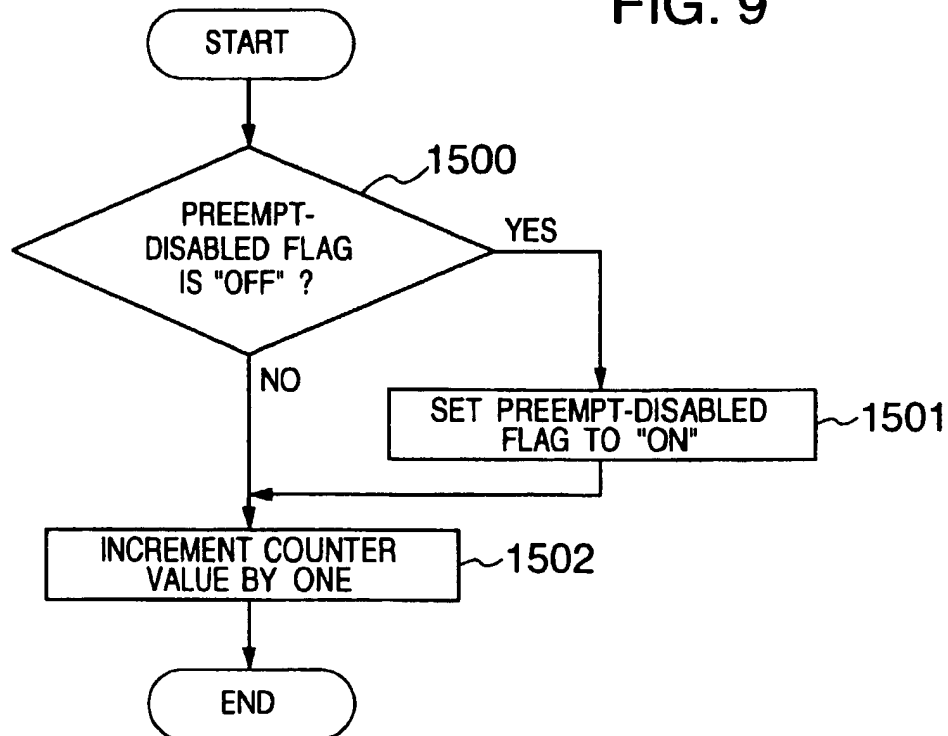 FIG. 9
START
1500
PREEMPT-
DISABLED FLAG
IS "OFF" ?
YES
NO
SET PREEMPT-DISABLED
FLAG TO "ON"
1501
INCREMENT COUNTER
VALUE BY ONE
1502
END